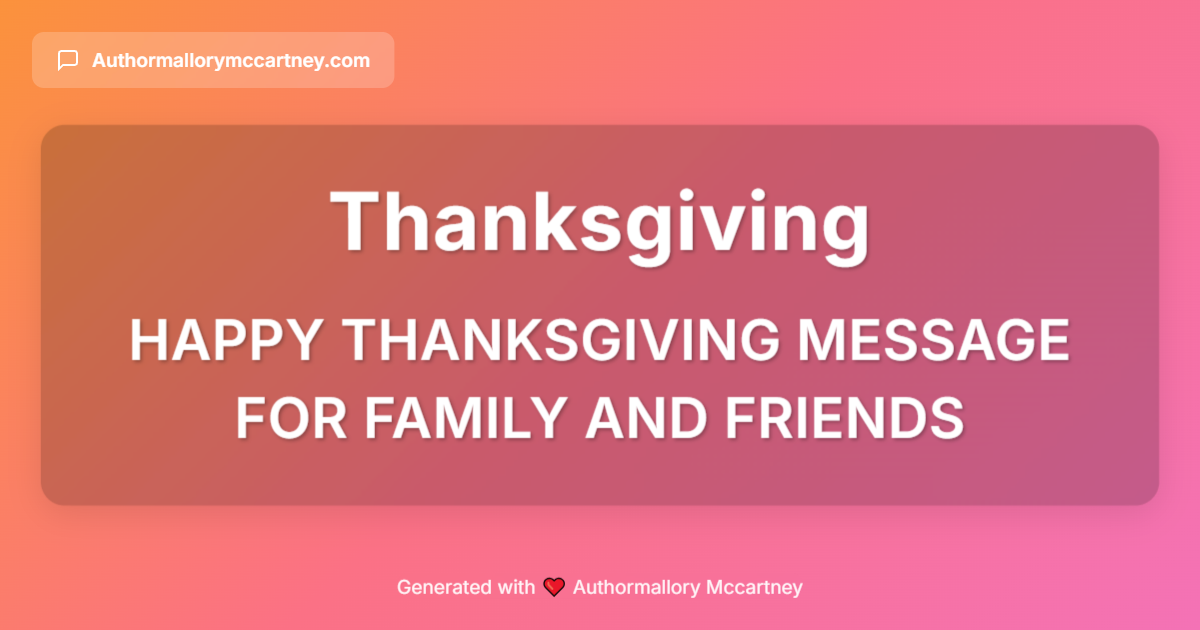 Authormallorymccartney.com
Thanksgiving
HAPPY THANKSGIVING MESSAGE
FOR FAMILY AND FRIENDS
Generated with ❤️ Authormallory Mccartney